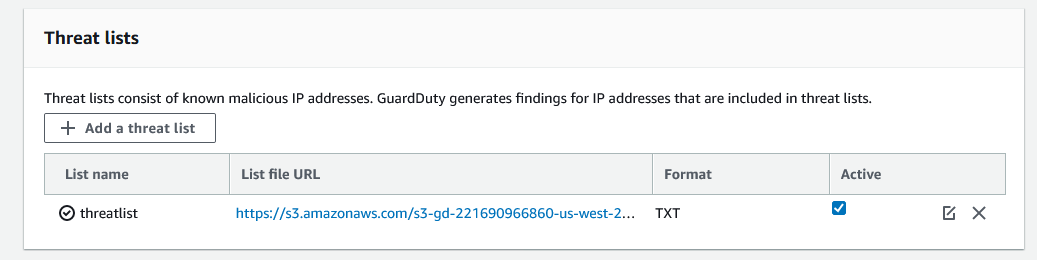 Threat lists
Threat lists consist of known malicious IP addresses. GuardDuty generates findings for IP addresses that are included in threat lists.
Add a threat list
List name List file URL Format Active
threatlist https://s3.amazonaws.com/s3-gd-221690966860-us-west-2... TXT